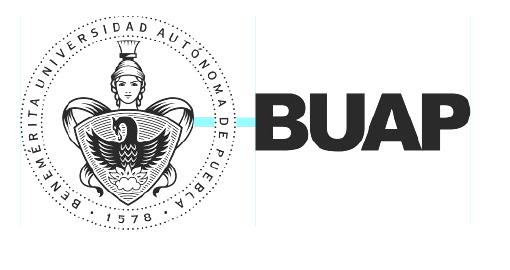 BENEMÉRITA UNIVERSIDAD AUTÓNOMA DE PUEBLA
· 1578 ·
BUAP